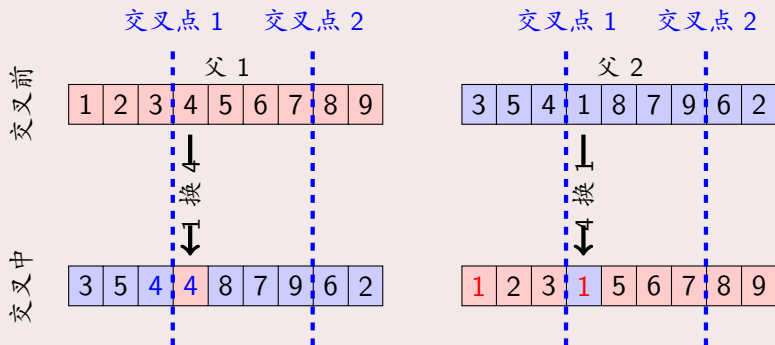 交叉点 1 交叉点 2 交叉点 1 交叉点 2
父 1 父 2
交叉前
1 2 3 4 5 6 7 8 9 3 5 4 1 8 7 9 6 2
1 换 4
4 换 1
交叉中
3 5 4 4 8 7 9 6 2 1 2 3 1 5 6 7 8 9